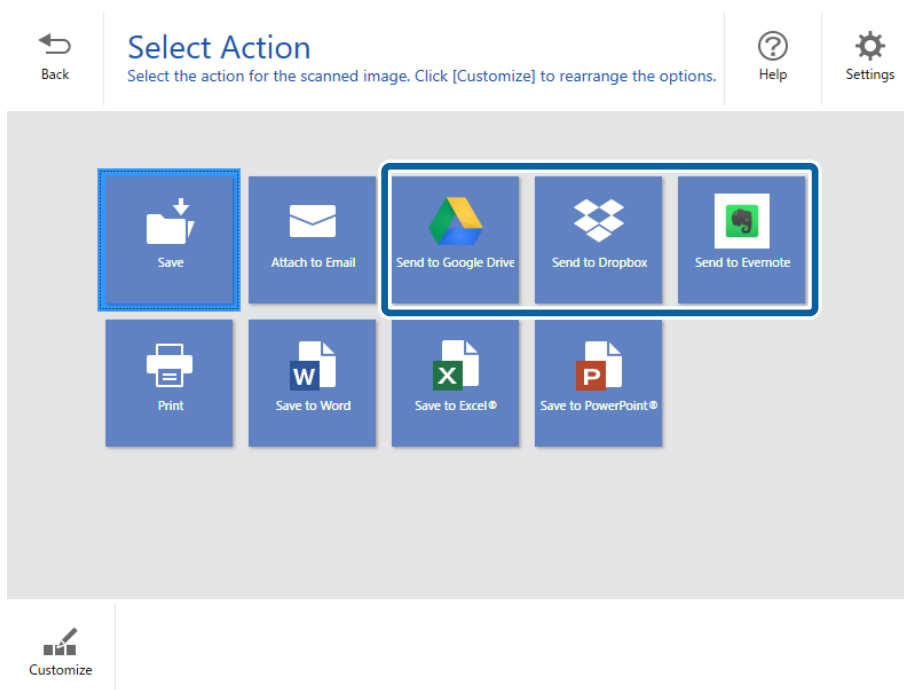 Select Action
Select the action for the scanned image. Click [Customize] to rearrange the options.
Back
Help
Settings
Save
Attach to Email
Send to Google Drive
Send to Dropbox
Send to Evernote
Print
W
Save to Word
X
Save to Excel®
P
Save to PowerPoint®
Customize